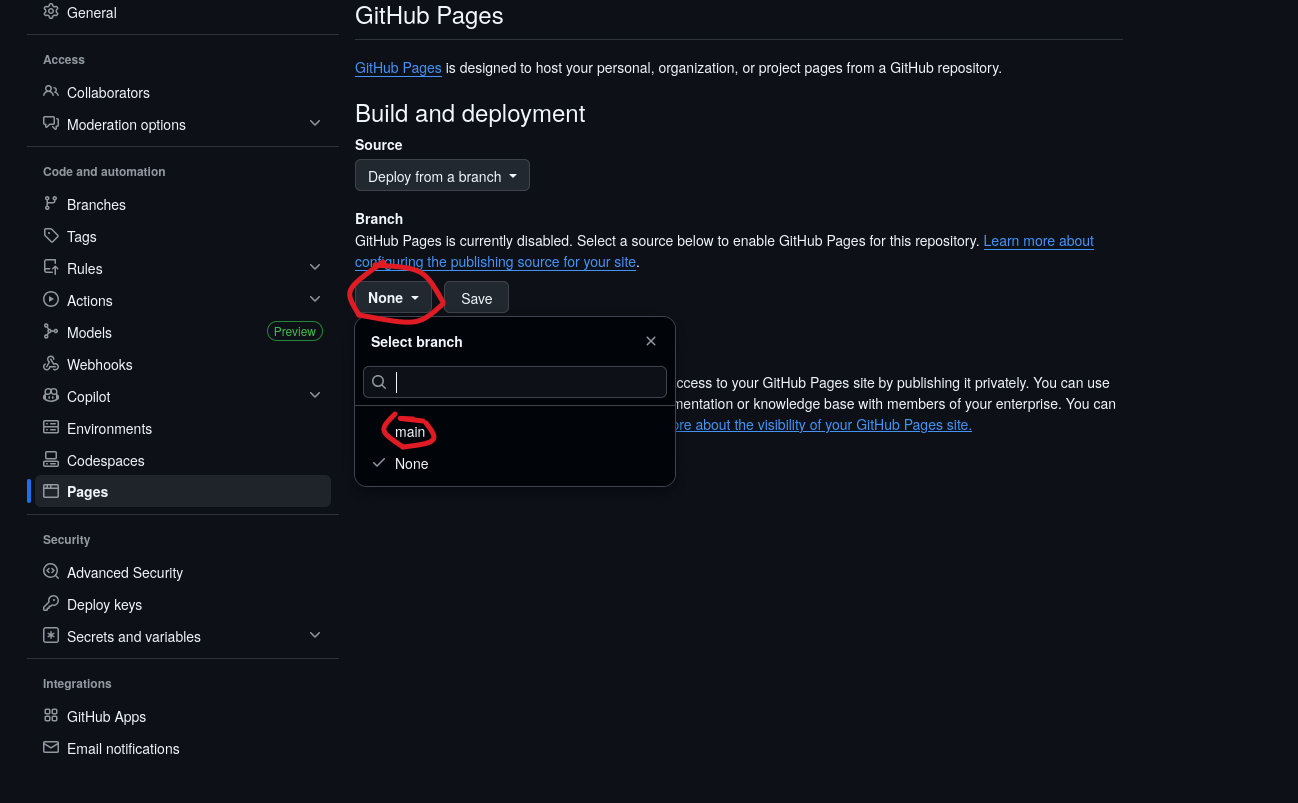 General
Access
Collaborators
Moderation options
Code and automation
Branches
Tags
Rules
Actions
Models
Preview
Webhooks
Copilot
Environments
Codespaces
Pages
Security
Advanced Security
Deploy keys
Secrets and variables
Integrations
GitHub Apps
Email notifications
GitHub Pages
GitHub Pages is designed to host your personal, organization, or project pages from a GitHub repository.
Build and deployment
Source
Deploy from a branch
Branch
GitHub Pages is currently disabled. Select a source below to enable GitHub Pages for this repository. Learn more about
configuring the publishing source for your site.
None
Save
Select branch
main
None
ccess to your GitHub Pages site by publishing it privately. You can use
mentation or knowledge base with members of your enterprise. You can
ore about the visibility of your GitHub Pages site.